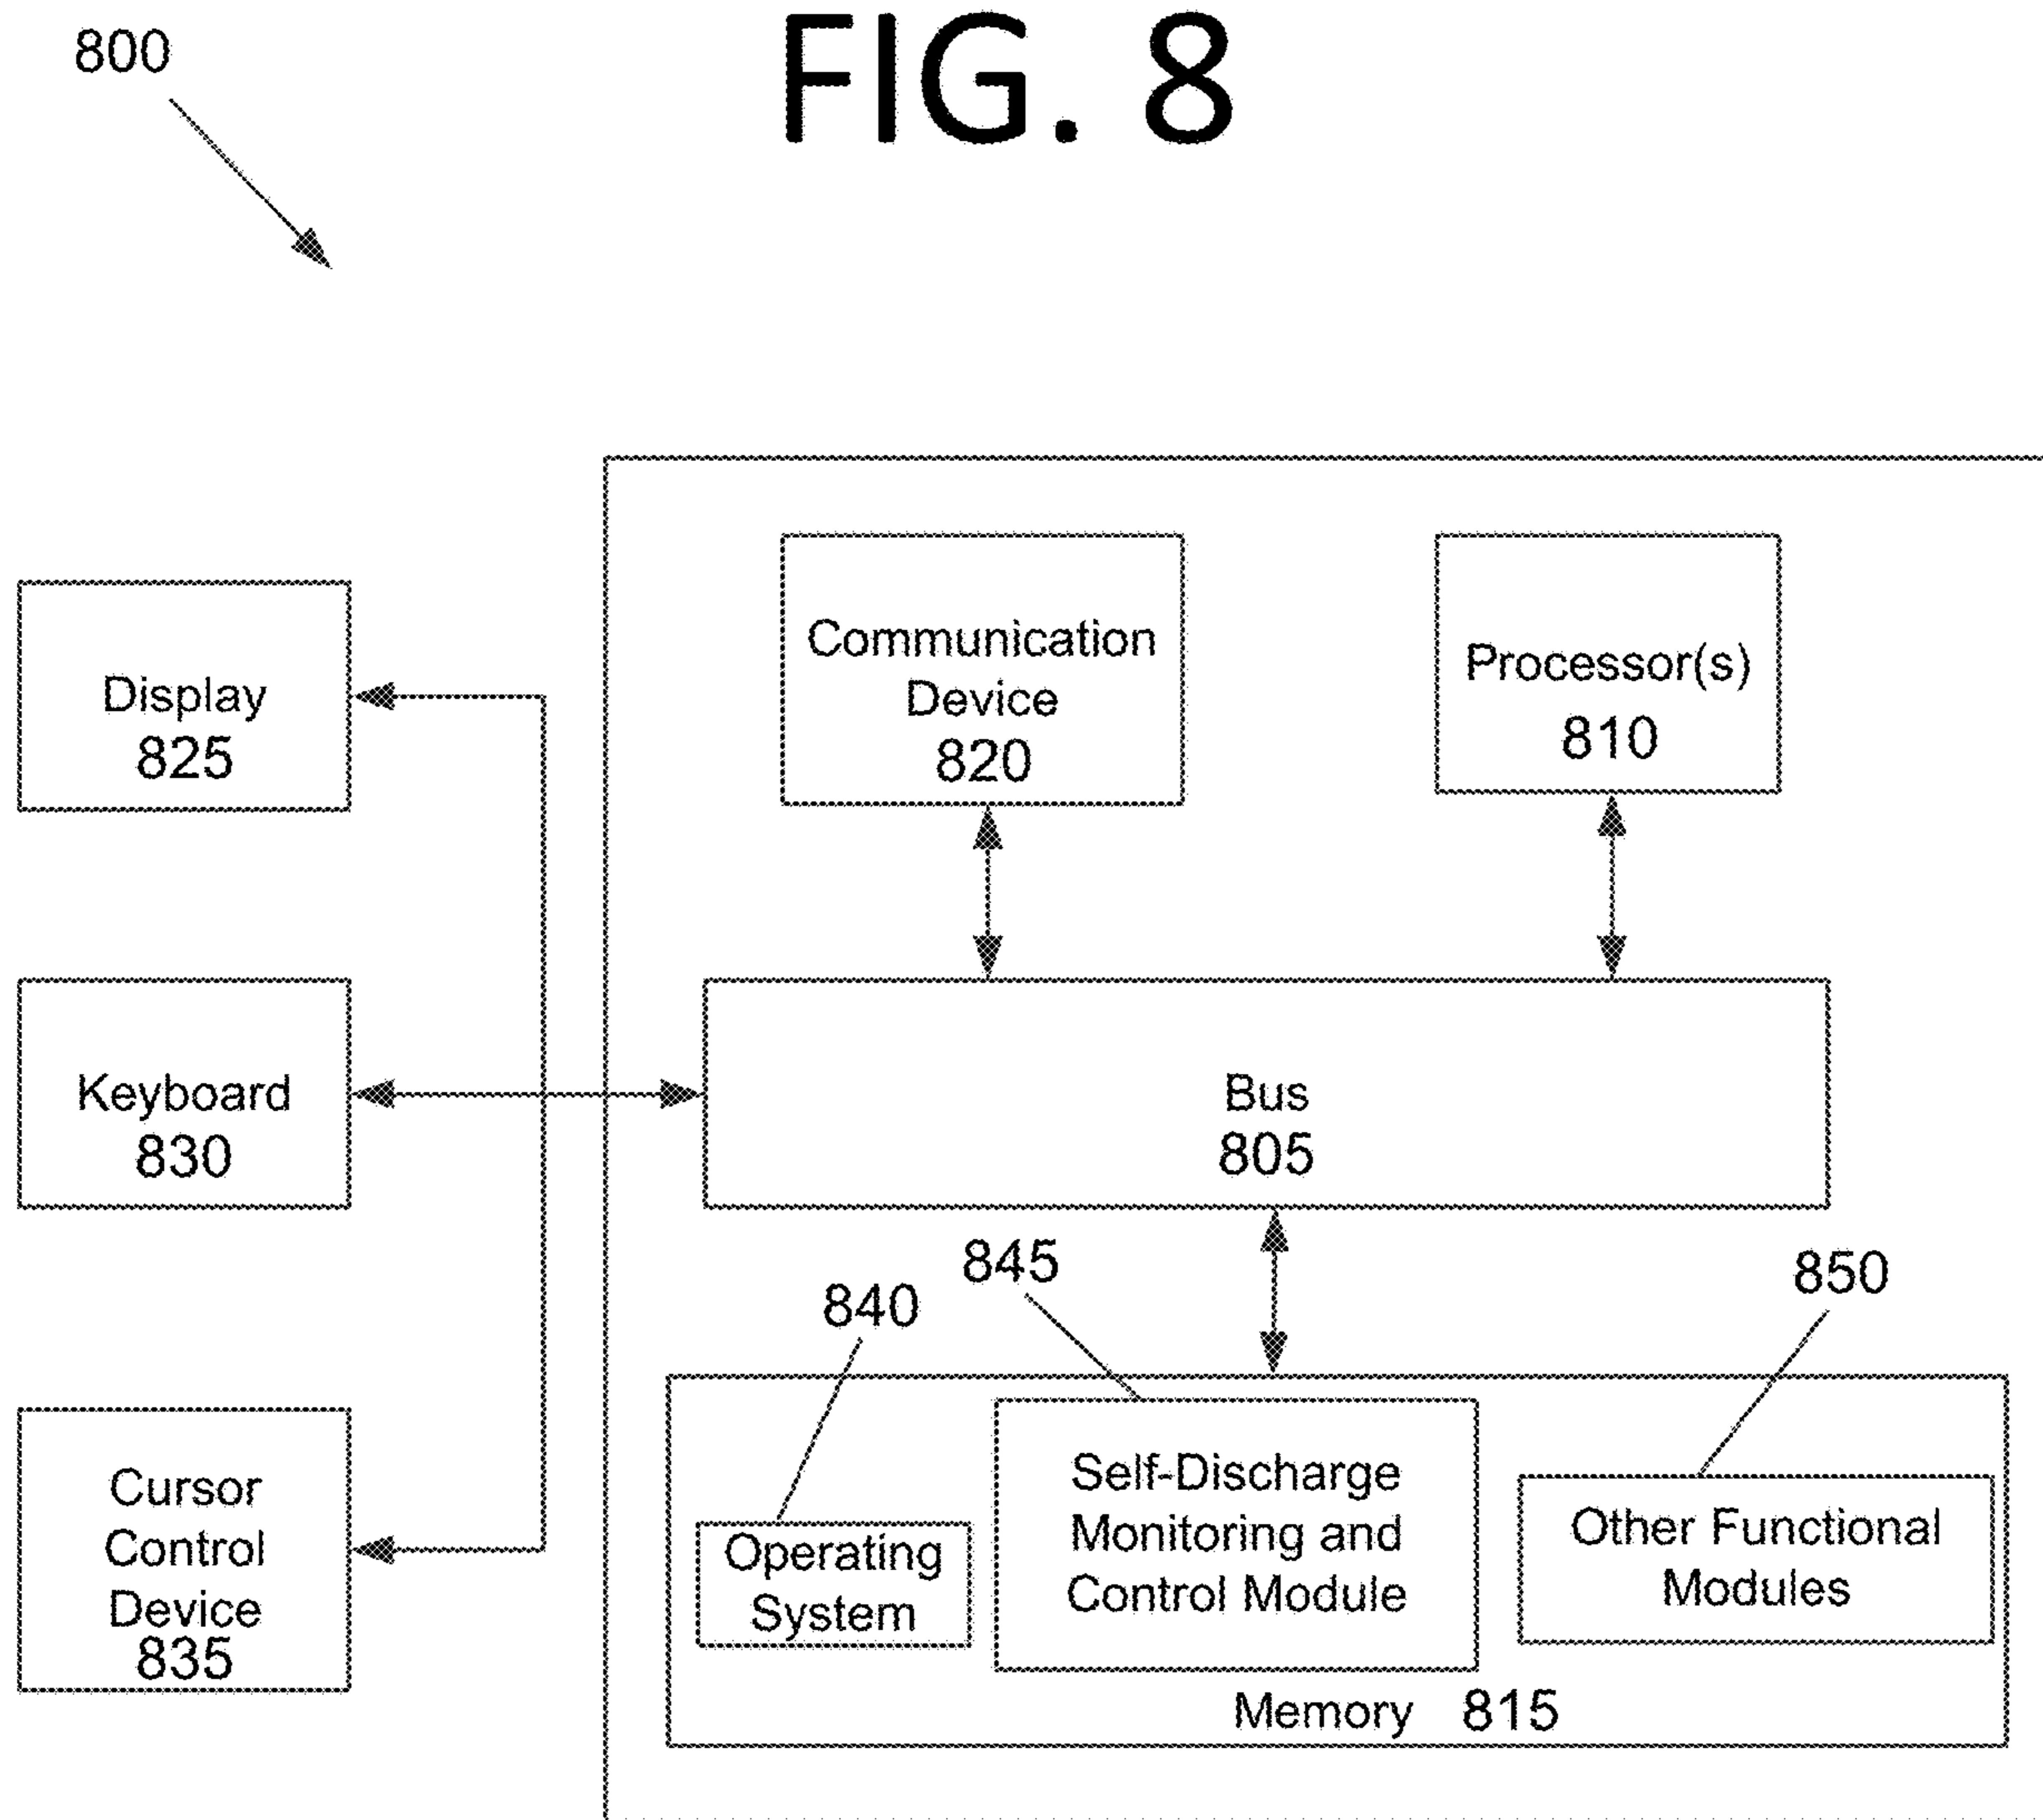 FIG. 8
800
Display
825
Communication
Device
820
Processor(s)
810
Keyboard
830
Bus
805
845
840
850
Cursor
Control
Device
835
Operating
System
Self-Discharge
Monitoring and
Control Module
Other Functional
Modules
Memory 815